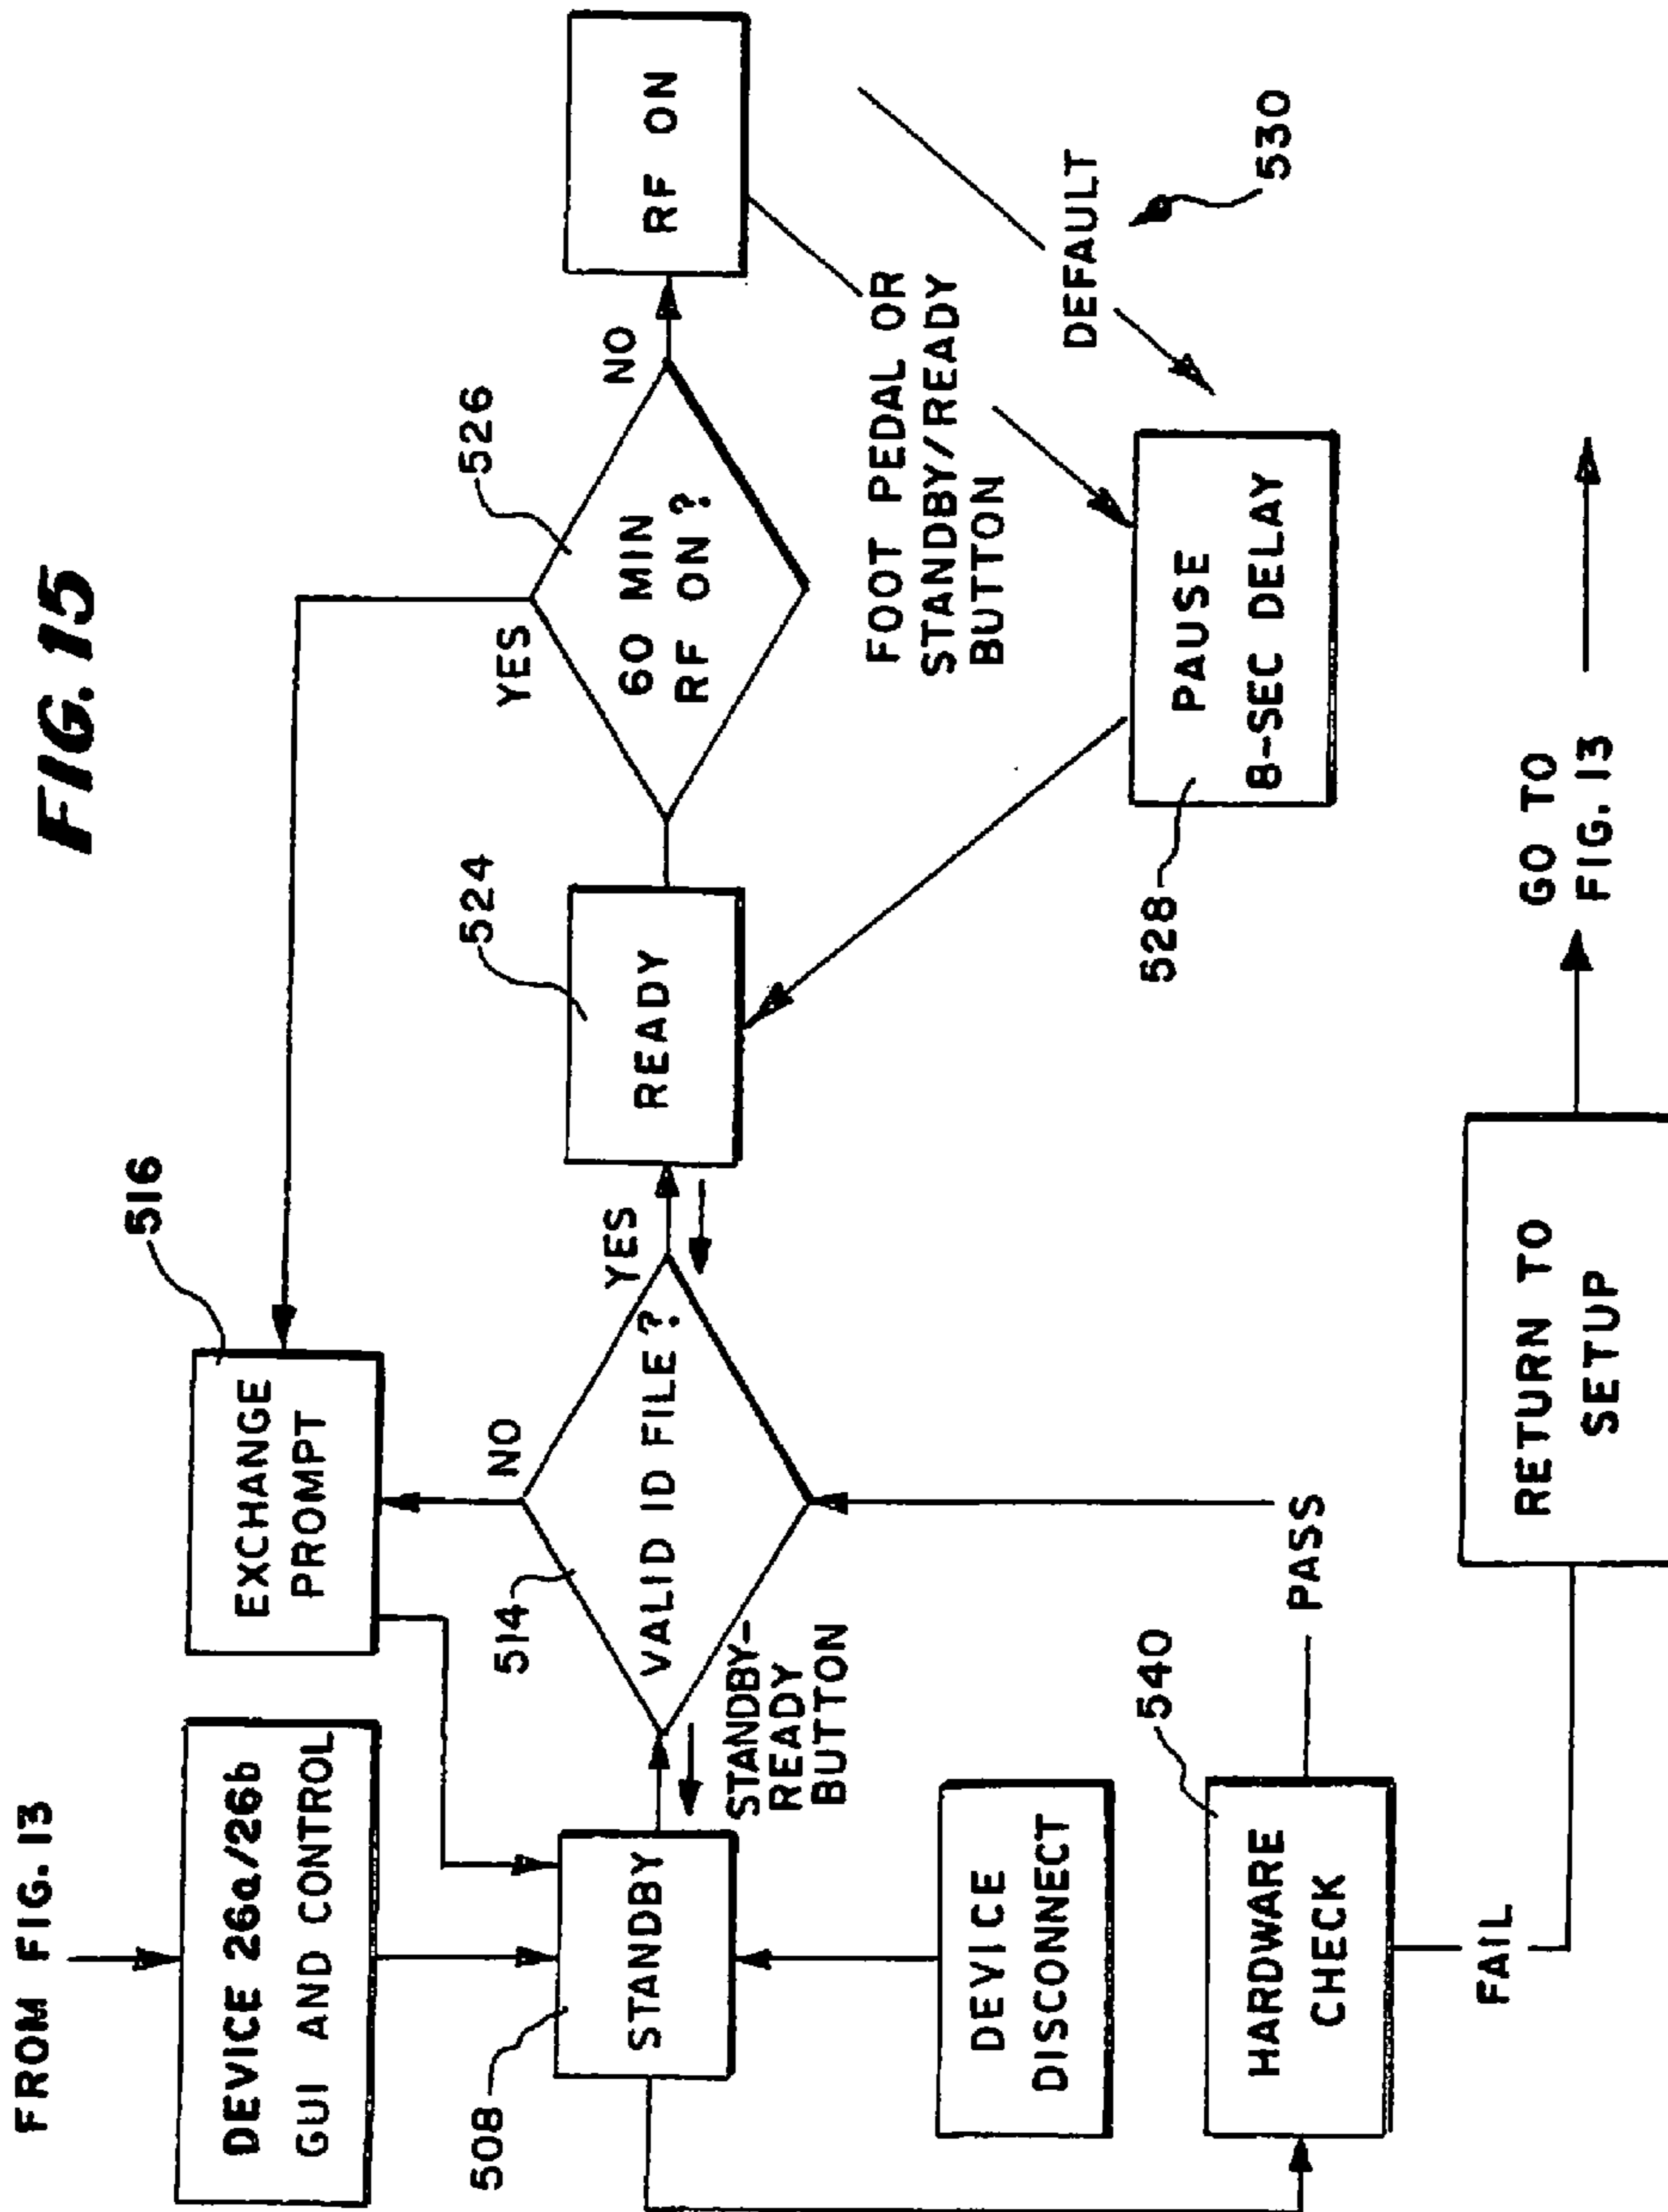 FIG. 15
FROM FIG. 13
DEVICE 26a/26b
GUI AND CONTROL
EXCHANGE
PROMPT
516
508
STANDBY
STANDBY-
READY
BUTTON
514
VALID ID FILE?
NO
YES
524
READY
526
60 MIN
RF ON?
YES
NO
RF ON
FOOT PEDAL OR
STANDBY/READY
BUTTON
DEFAULT
530
528
PAUSE
8-SEC DELAY
DEVICE
DISCONNECT
540
HARDWARE
CHECK
PASS
FAIL
RETURN TO
SETUP
GO TO
FIG. 13